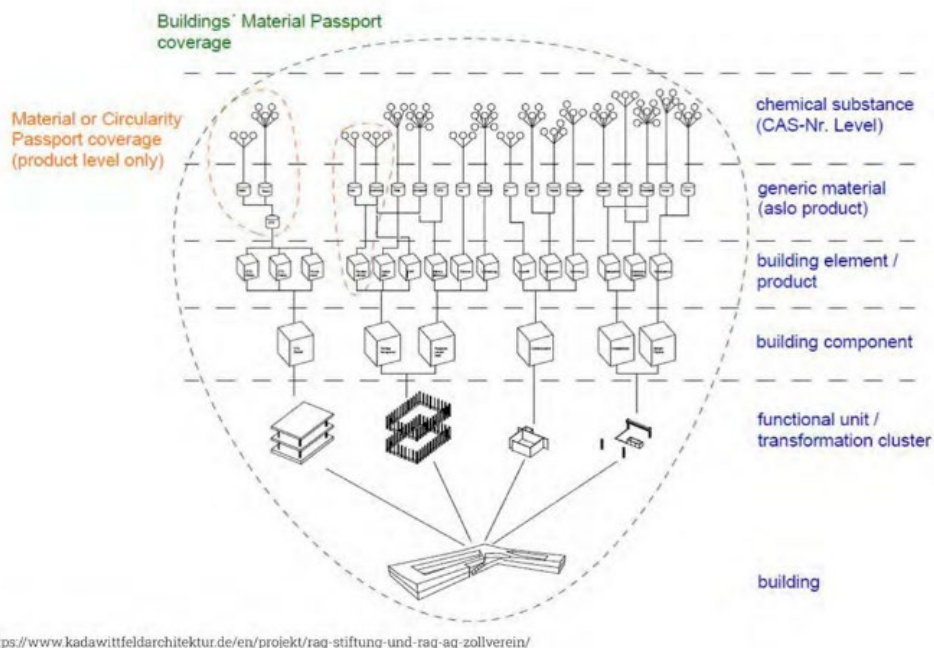 Buildings´ Material Passport
coverage
Material or Circularity
Passport coverage
(product level only)
chemical substance
(CAS-Nr. Level)
generic material
(aslo product)
building element /
product
building component
functional unit /
transformation cluster
building
ps://www.kadawittfeldarchitektur.de/en/projekt/rag-stiftung-und-rag-ag-zollverein/